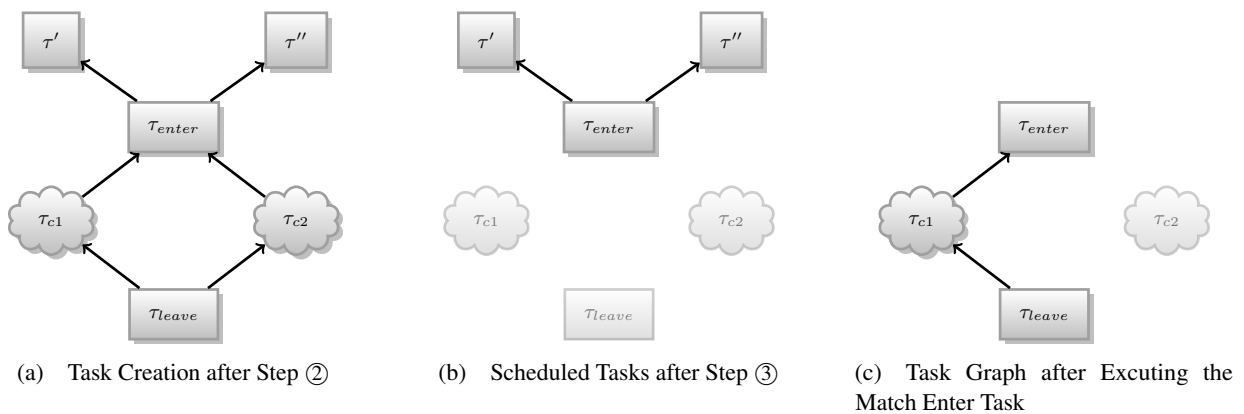 τ′ τ″ τ′ τ″
τenter τenter τenter
τc1 τc2 τc1 τc2 τc1 τc2
τleave τleave τleave
(a) Task Creation after Step ②
(b) Scheduled Tasks after Step ③
(c) Task Graph after Excuting the
Match Enter Task